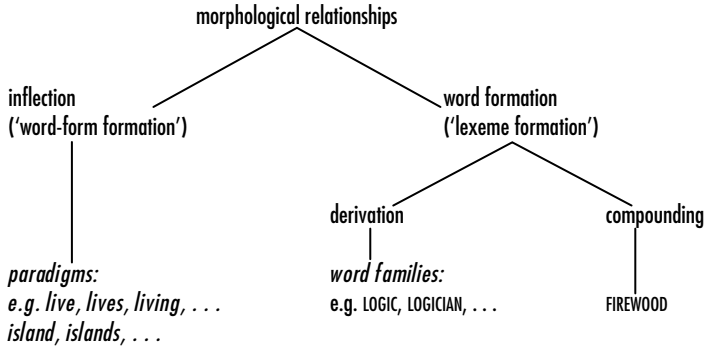 morphological relationships
inflection
(‘word-form formation’)
word formation
(‘lexeme formation’)
derivation
compounding
paradigms:
e.g. live, lives, living, . . .
island, islands, . . .
word families:
e.g. LOGIC, LOGICIAN, . . .
FIREWOOD